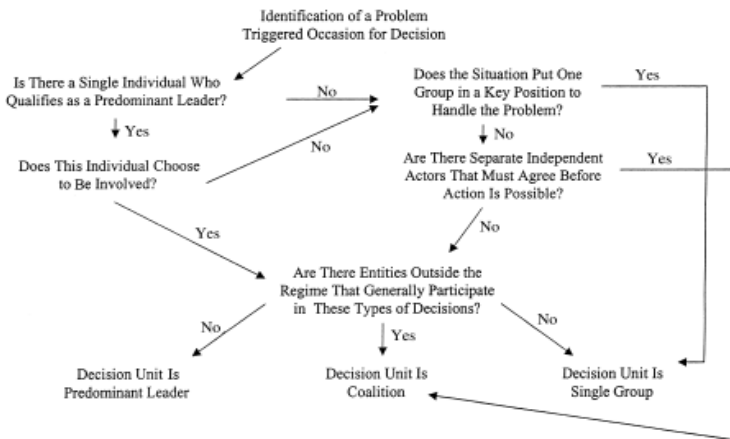 Identification of a Problem
Triggered Occasion for Decision
Is There a Single Individual Who
Qualifies as a Predominant Leader?
No
Does the Situation Put One
Group in a Key Position to
Handle the Problem?
Yes
Yes
No
No
Does This Individual Choose
to Be Involved?
Are There Separate Independent
Actors That Must Agree Before
Action Is Possible?
Yes
Yes
No
Are There Entities Outside the
Regime That Generally Participate
in These Types of Decisions?
No
Yes
No
Decision Unit Is
Predominant Leader
Decision Unit Is
Coalition
Decision Unit Is
Single Group